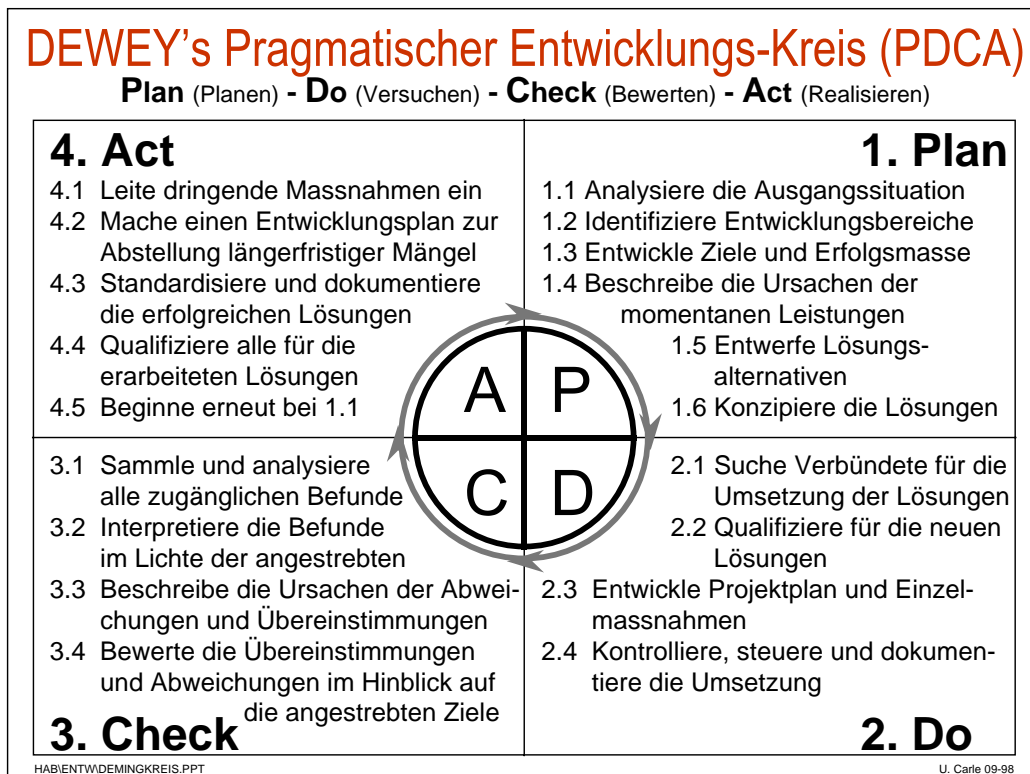 DEWEY's Pragmatischer Entwicklungs-Kreis (PDCA)
Plan (Planen) - Do (Versuchen) - Check (Bewerten) - Act (Realisieren)
4. Act
4.1 Leite dringende Massnahmen ein
4.2 Mache einen Entwicklungsplan zur
Abstellung längerfristiger Mängel
4.3 Standardisiere und dokumentiere
die erfolgreichen Lösungen
4.4 Qualifiziere alle für die
erarbeiteten Lösungen
4.5 Beginne erneut bei 1.1
1. Plan
1.1 Analysiere die Ausgangssituation
1.2 Identifiziere Entwicklungsbereiche
1.3 Entwickle Ziele und Erfolgsmasse
1.4 Beschreibe die Ursachen der
momentanen Leistungen
1.5 Entwerfe Lösungs-
alternativen
1.6 Konzipiere die Lösungen
A P
C D
3.1 Sammle und analysiere
alle zugänglichen Befunde
3.2 Interpretiere die Befunde
im Lichte der angestrebten
3.3 Beschreibe die Ursachen der Abwei-
chungen und Übereinstimmungen
3.4 Bewerte die Übereinstimmungen
und Abweichungen im Hinblick auf
die angestrebten Ziele
3. Check
2.1 Suche Verbündete für die
Umsetzung der Lösungen
2.2 Qualifiziere für die neuen
Lösungen
2.3 Entwickle Projektplan und Einzel-
massnahmen
2.4 Kontrolliere, steuere und dokumen-
tiere die Umsetzung
2. Do
HAB\ENTW\DEMINGKREIS.PPT
U. Carle 09-98